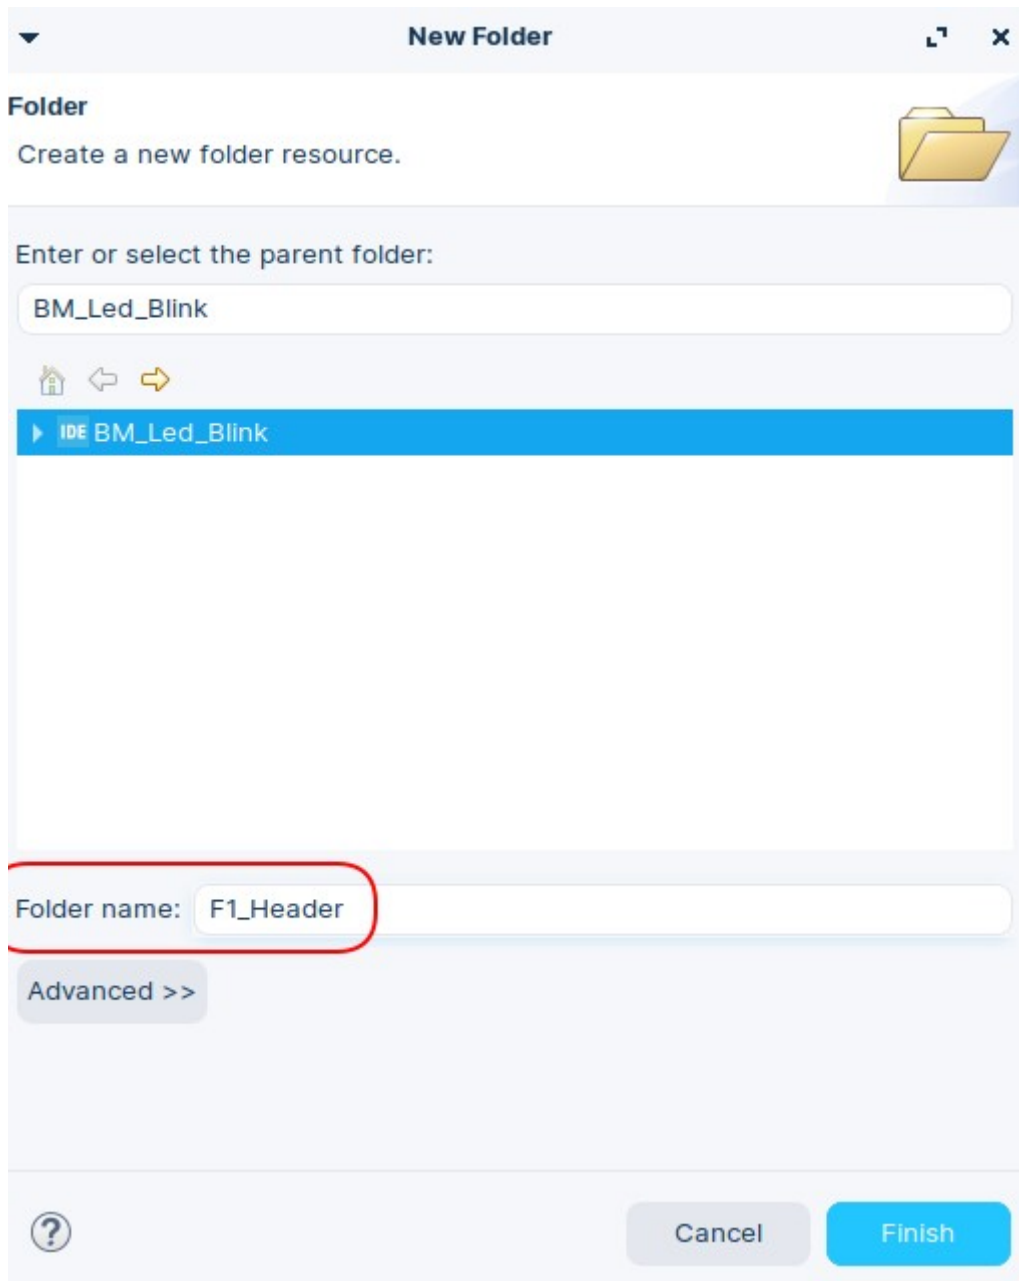 New Folder
Folder
Create a new folder resource.
Enter or select the parent folder:
BM_Led_Blink
IDE BM_Led_Blink
Folder name: F1_Header
Advanced >>
? Cancel Finish